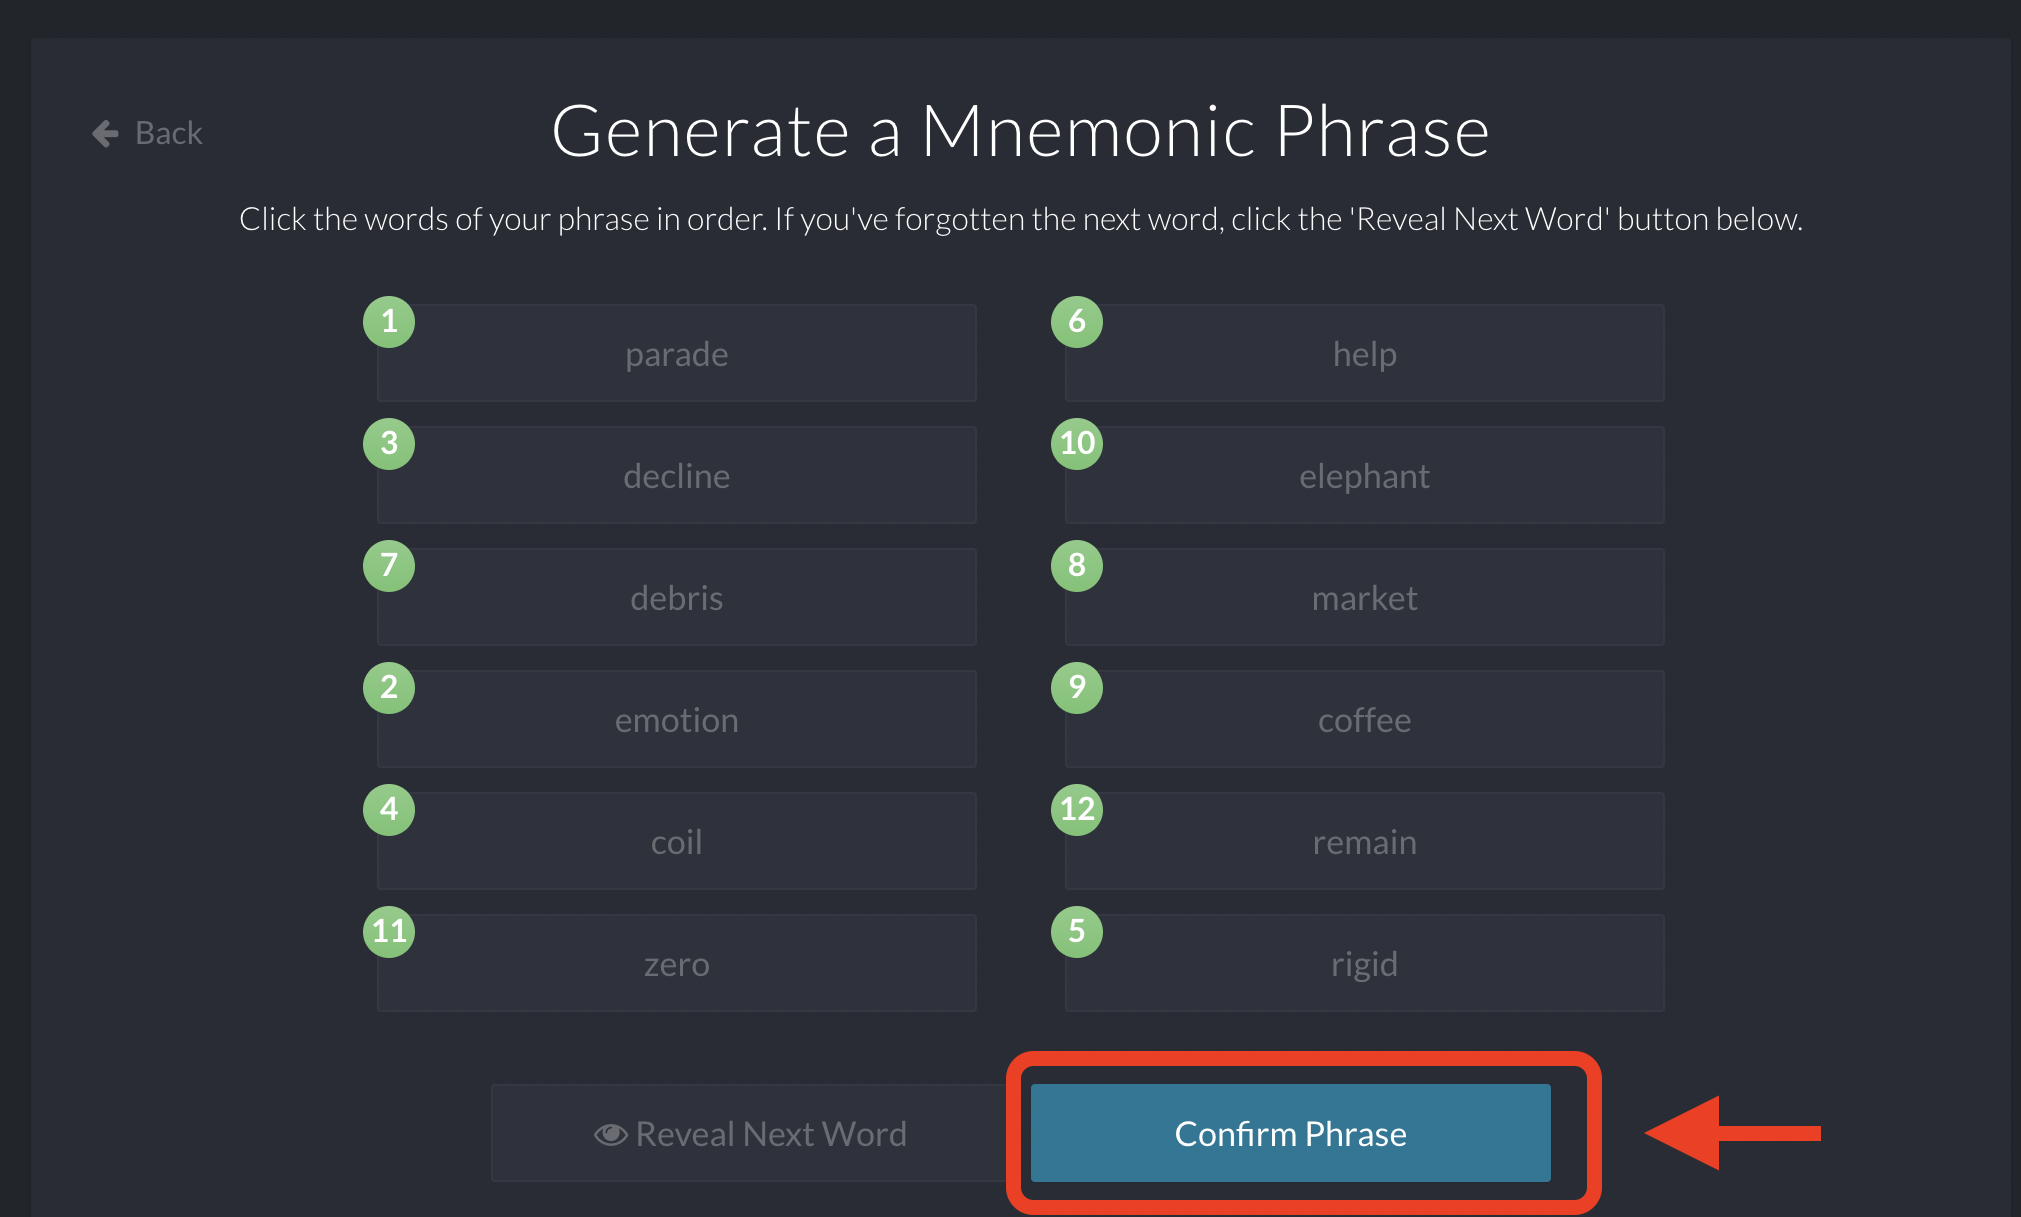 Back
Generate a Mnemonic Phrase
Click the words of your phrase in order. If you've forgotten the next word, click the 'Reveal Next Word' button below.
1
parade
6
help
3
decline
10
elephant
7
debris
8
market
2
emotion
9
coffee
4
coil
12
remain
11
zero
5
rigid
Reveal Next Word
Confirm Phrase